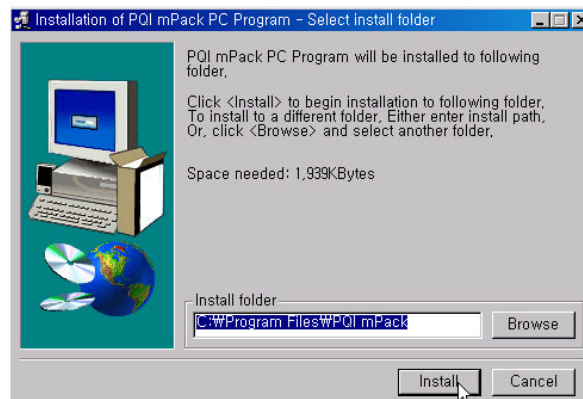 Installation of PQI mPack PC Program - Select install folder
PQI mPack PC Program will be installed to following
folder,
Click <Install> to begin installation to following folder,
To install to a different folder, Either enter install path,
Or, click <Browse> and select another folder,
Space needed: 1,939KBytes
Install folder
C:₩Program Files₩PQI mPack
Browse
Install
Cancel